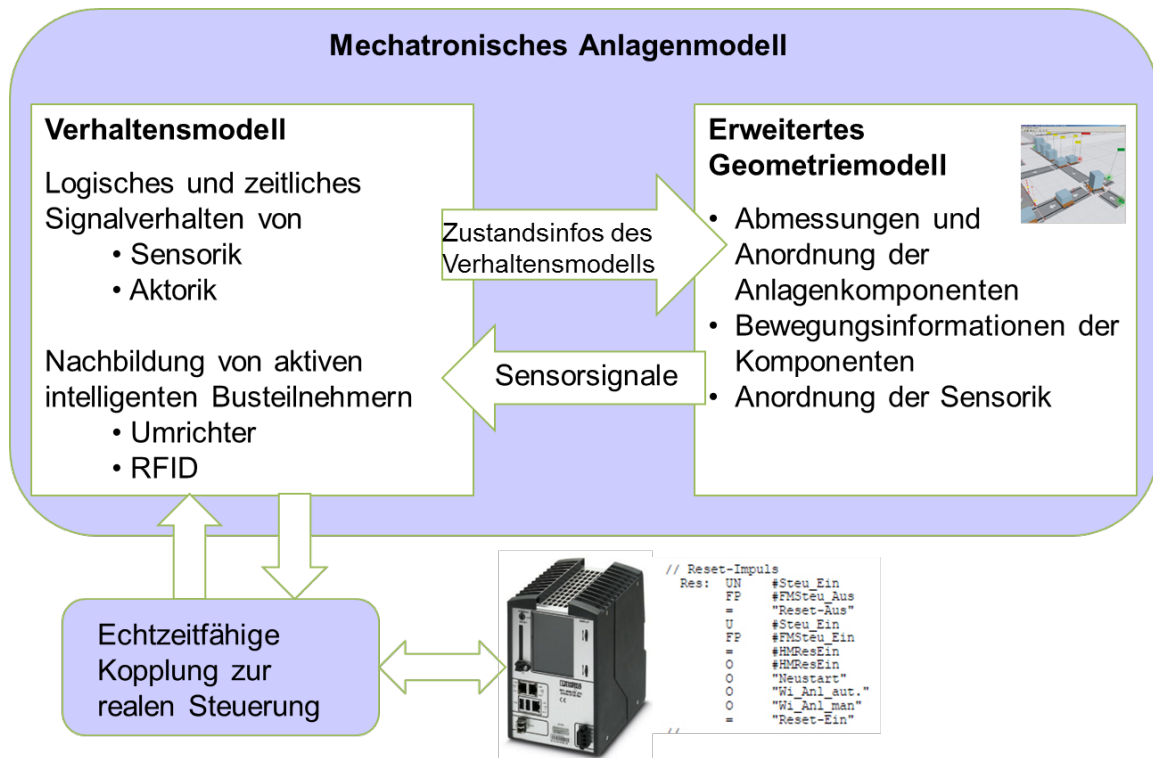 Mechatronisches Anlagenmodell
Verhaltensmodell
Logisches und zeitliches
Signalverhalten von
• Sensorik
• Aktorik
Nachbildung von aktiven
intelligenten Busteilnehmern
• Umrichter
• RFID
Zustandsinfos des
Verhaltensmodells
Sensorsignale
Erweitertes
Geometriemodell
• Abmessungen und
Anordnung der
Anlagenkomponenten
• Bewegungsinformationen der
Komponenten
• Anordnung der Sensorik
Echtzeitfähige
Kopplung zur
realen Steuerung
// Reset-Impuls
Res: UN #Steu_Ein
FP #FMSteu_Aus
= "Reset-Aus"
U #Steu_Ein
FP #FMSteu_Ein
= #HMResEin
O #HMResEin
O "Neustart"
O "Wi_Anl_aut."
O "Wi_Anl_man"
= "Reset-Ein"
//